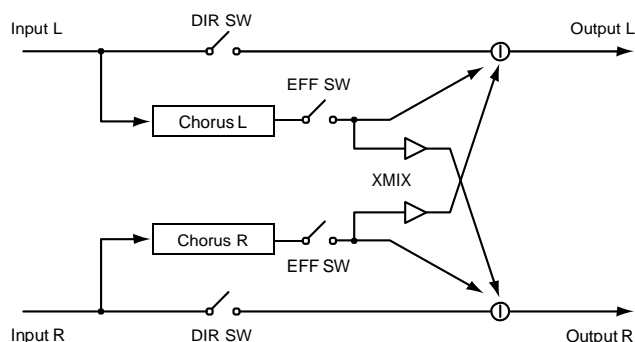 Input L
DIR SW
Output L
EFF SW
Chorus L
XMIX
Chorus R
EFF SW
Input R
DIR SW
Output R